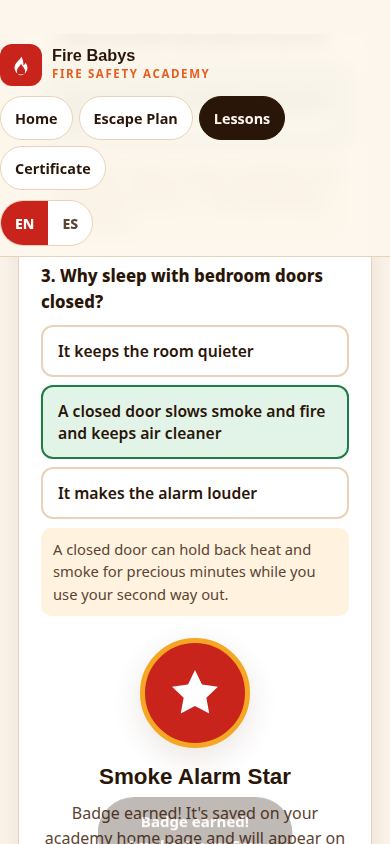 Fire Babys
FIRE SAFETY ACADEMY
Home
Escape Plan
Lessons
Certificate
EN
ES
3. Why sleep with bedroom doors
closed?
It keeps the room quieter
A closed door slows smoke and fire
and keeps air cleaner
It makes the alarm louder
A closed door can hold back heat and
smoke for precious minutes while you
use your second way out.
Smoke Alarm Star
Badge earned! It's saved on your
Badge earned!
academy home page and will appear on